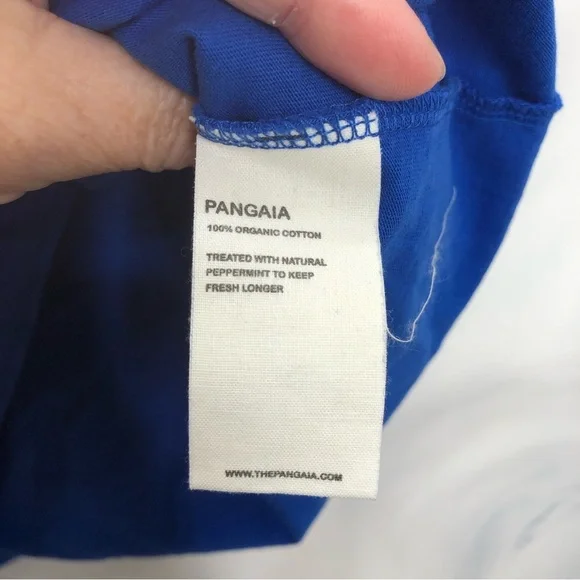 PANGAIA
100% ORGANIC COTTON
TREATED WITH NATURAL
PEPPERMINT TO KEEP
FRESH LONGER
WWW.THEPANGAIA.COM